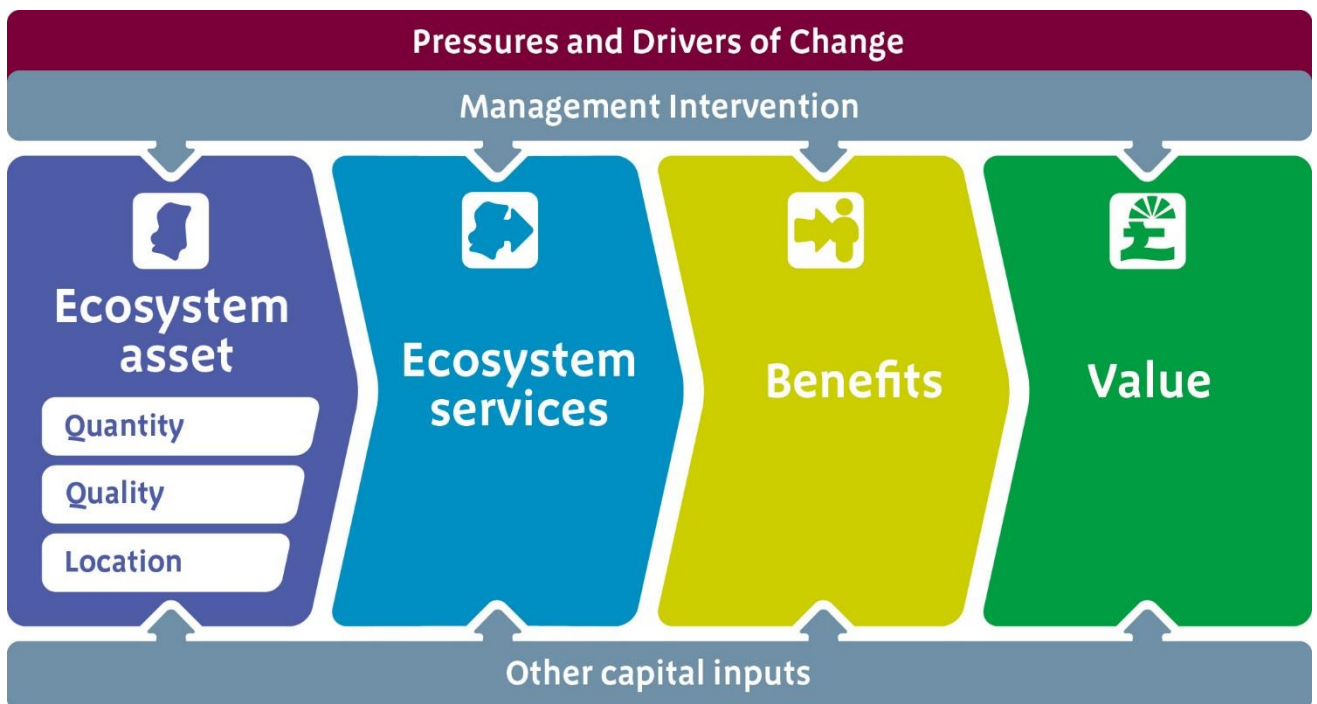 Pressures and Drivers of Change
Management Intervention
Ecosystem
asset
Quantity
Quality
Location
Ecosystem
services
Benefits
Value
Other capital inputs